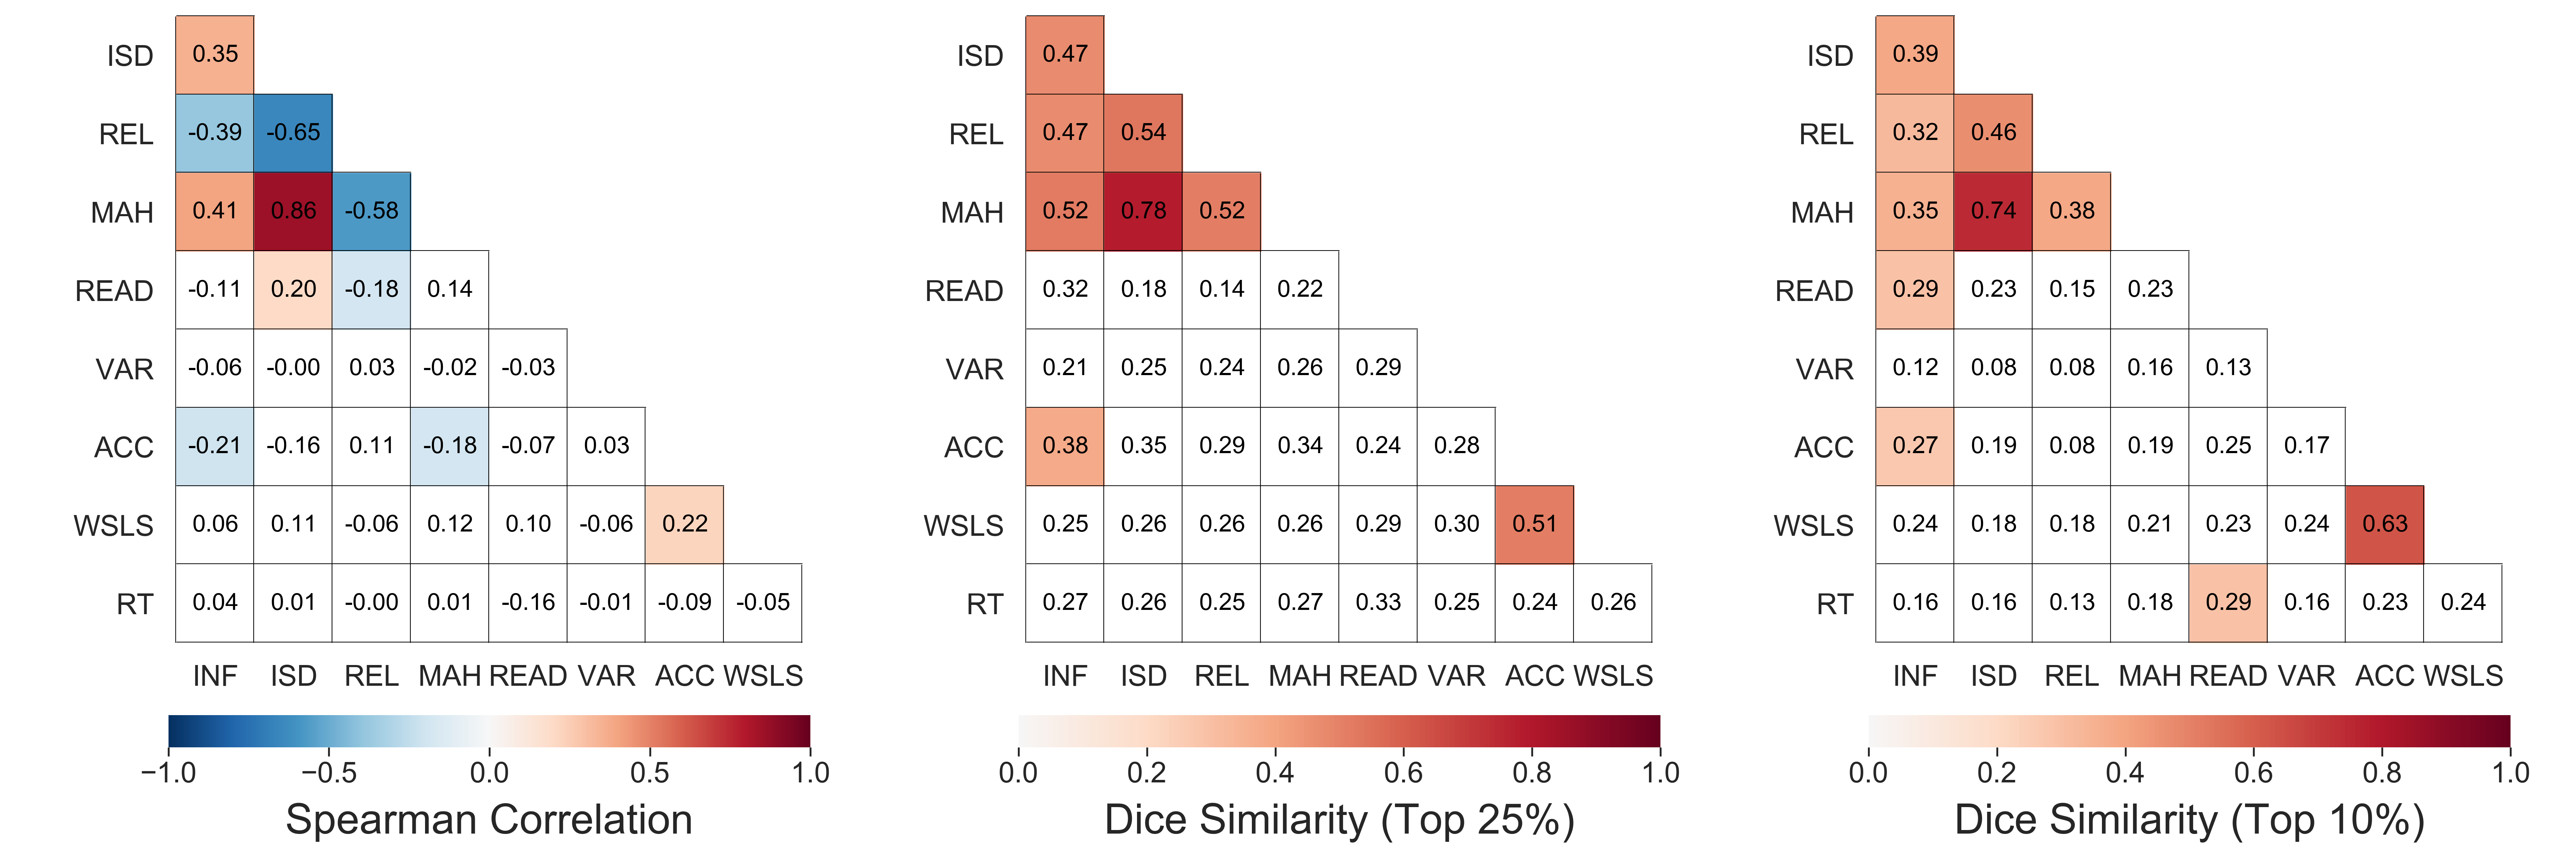 ISD 0.35
REL -0.39 -0.65
MAH 0.41 0.86 -0.58
READ -0.11 0.20 -0.18 0.14
VAR -0.06 -0.00 0.03 -0.02 -0.03
ACC -0.21 -0.16 0.11 -0.18 -0.07 0.03
WSLS 0.06 0.11 -0.06 0.12 0.10 -0.06 0.22
RT 0.04 0.01 -0.00 0.01 -0.16 -0.01 -0.09 -0.05
INF ISD REL MAH READ VAR ACC WSLS
−1.0 −0.5 0.0 0.5 1.0
Spearman Correlation
ISD 0.47
REL 0.47 0.54
MAH 0.52 0.78 0.52
READ 0.32 0.18 0.14 0.22
VAR 0.21 0.25 0.24 0.26 0.29
ACC 0.38 0.35 0.29 0.34 0.24 0.28
WSLS 0.25 0.26 0.26 0.26 0.29 0.30 0.51
RT 0.27 0.26 0.25 0.27 0.33 0.25 0.24 0.26
INF ISD REL MAH READ VAR ACC WSLS
0.0 0.2 0.4 0.6 0.8 1.0
Dice Similarity (Top 25%)
ISD 0.39
REL 0.32 0.46
MAH 0.35 0.74 0.38
READ 0.29 0.23 0.15 0.23
VAR 0.12 0.08 0.08 0.16 0.13
ACC 0.27 0.19 0.08 0.19 0.25 0.17
WSLS 0.24 0.18 0.18 0.21 0.23 0.24 0.63
RT 0.16 0.16 0.13 0.18 0.29 0.16 0.23 0.24
INF ISD REL MAH READ VAR ACC WSLS
0.0 0.2 0.4 0.6 0.8 1.0
Dice Similarity (Top 10%)